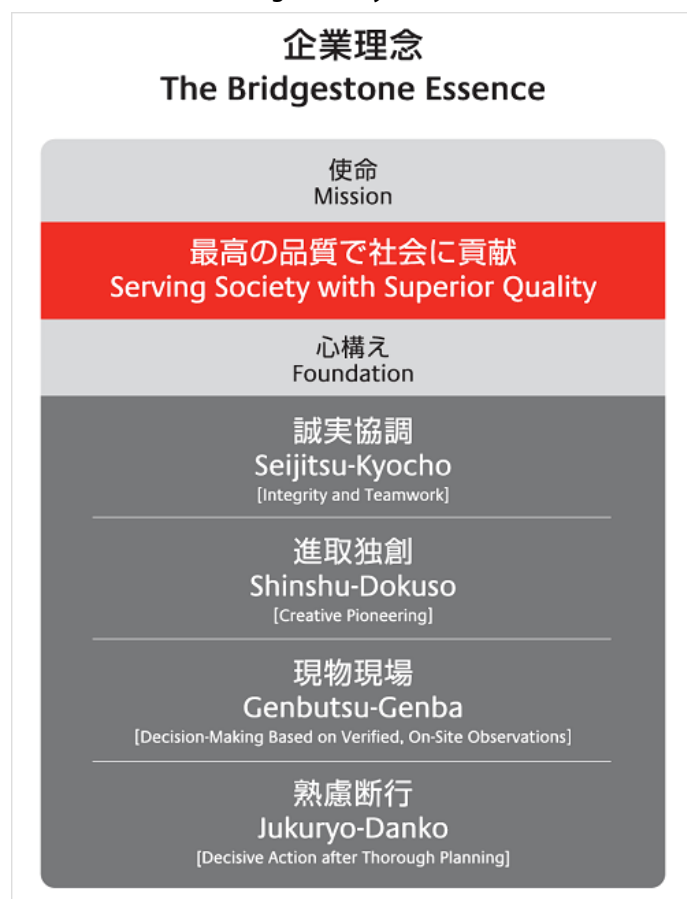 企業理念
The Bridgestone Essence
使命
Mission
最高の品質で社会に貢献
Serving Society with Superior Quality
心構え
Foundation
誠実協調
Seijitsu-Kyocho
[Integrity and Teamwork]
進取独創
Shinshu-Dokuso
[Creative Pioneering]
現物現場
Genbutsu-Genba
[Decision-Making Based on Verified, On-Site Observations]
熟慮断行
Jukuryo-Danko
[Decisive Action after Thorough Planning]